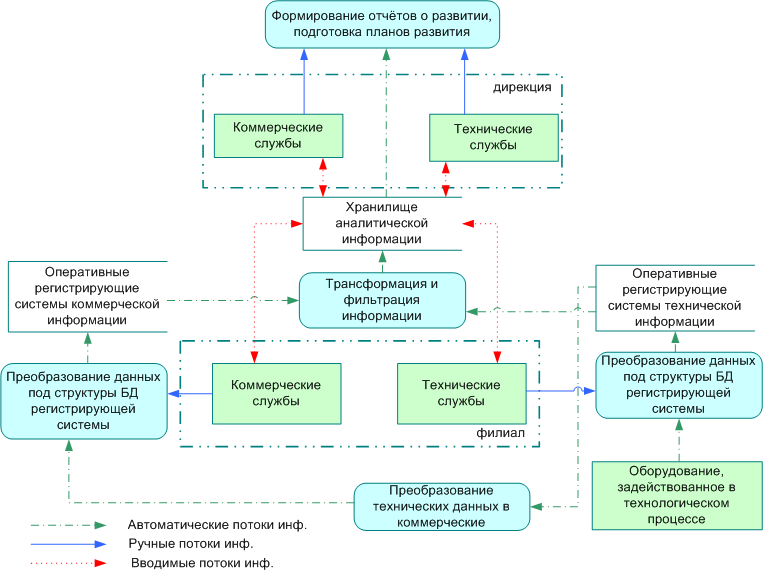 Формирование отчётов о развитии,
подготовка планов развития
дирекция
Коммерческие
службы
Технические
службы
Хранилище
аналитической
информации
Оперативные
регистрирующие
системы коммерческой
информации
Трансформация и
фильтрация
информации
Оперативные
регистрирующие
системы технической
информации
Преобразование данных
под структуры БД
регистрирующей
системы
Коммерческие
службы
Технические
службы
филиал
Преобразование данных
под структуру БД
регистрирующей
системы
Преобразование
технических данных в
коммерческие
Оборудование,
задействованное в
технологическом
процессе
Автоматические потоки инф.
Ручные потоки инф.
Вводимые потоки инф.